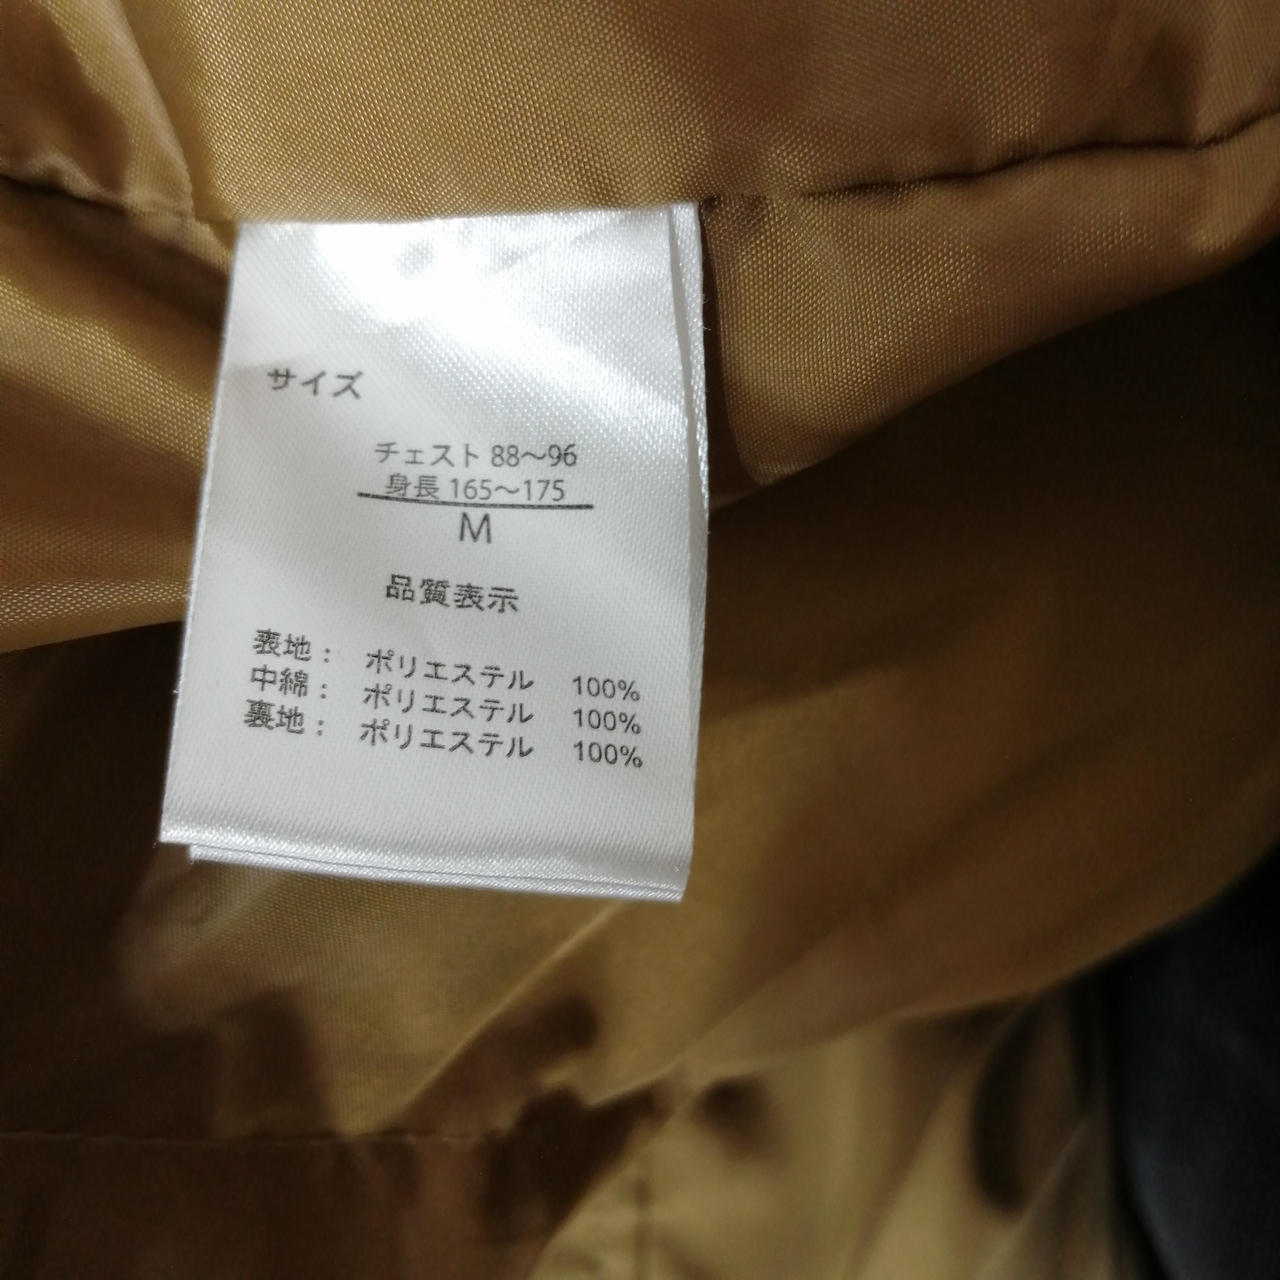 サイズ
チェスト 88～96
身長 165～175
M
品質表示
表地： ポリエステル 100%
中綿： ポリエステル 100%
裏地： ポリエステル 100%